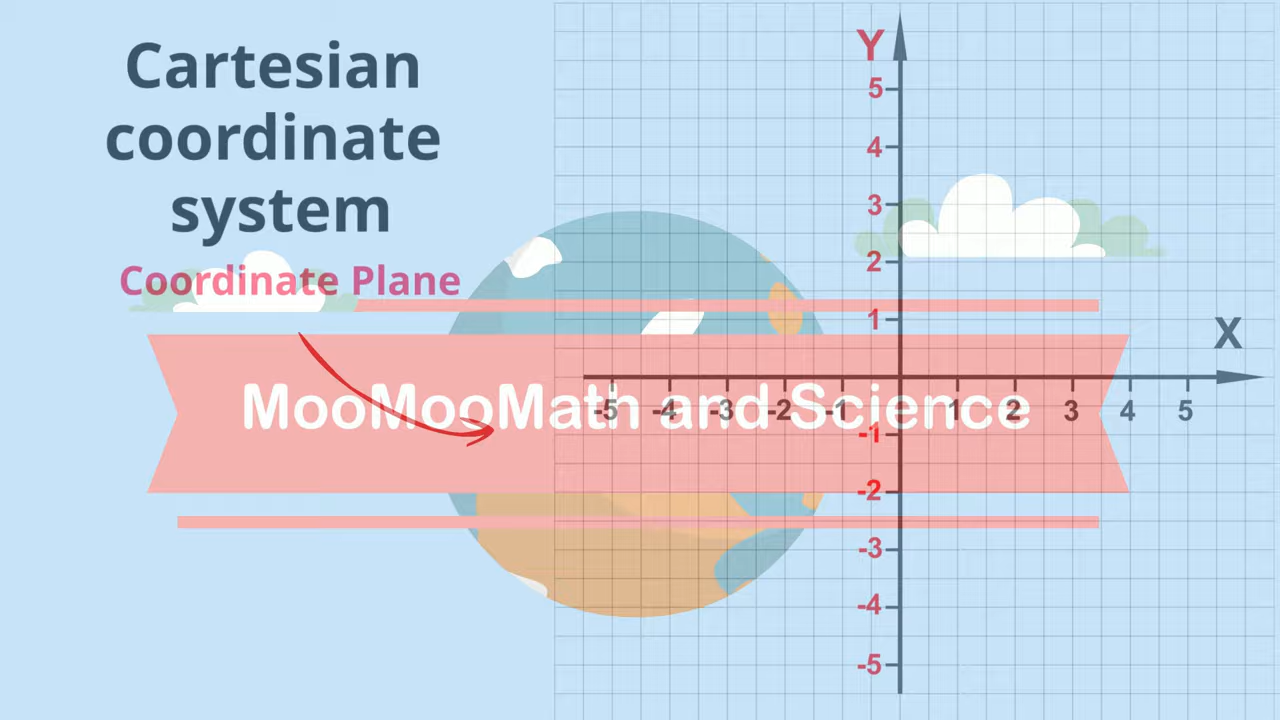 Cartesian
coordinate
system
Coordinate Plane
MooMooMath and Science
Y
5
4
3
2
1
X
-5 -4 -3 -2 -1 1 2 3 4 5
-1
-2
-3
-4
-5